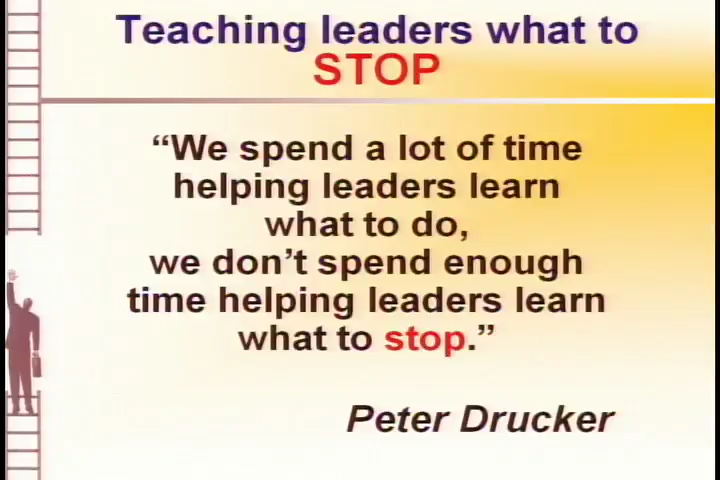 Teaching leaders what to
STOP
“We spend a lot of time
helping leaders learn
what to do,
we don’t spend enough
time helping leaders learn
what to stop.”
Peter Drucker